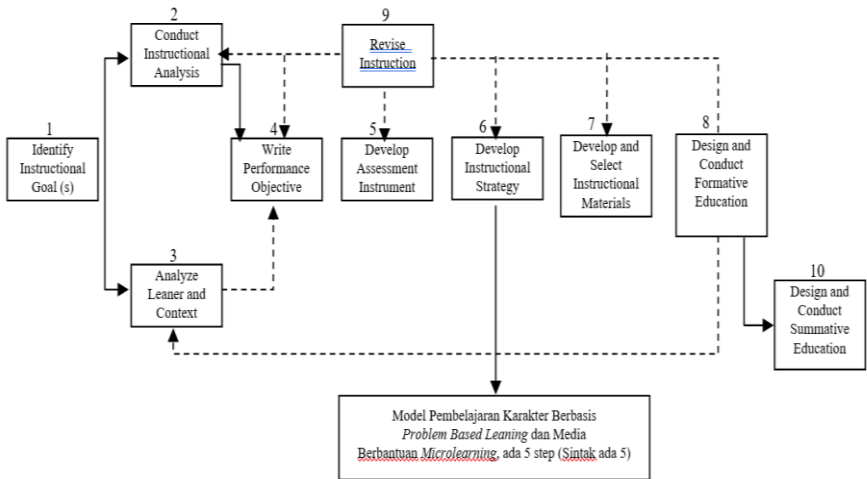 1
Identify
Instructional
Goal (s)
2
Conduct
Instructional
Analysis
3
Analyze
Leaner and
Context
4
Write
Performance
Objective
5
Develop
Assessment
Instrument
6
Develop
Instructional
Strategy
7
Develop and
Select
Instructional
Materials
8
Design and
Conduct
Formative
Education
9
Revise
Instruction
10
Design and
Conduct
Summative
Education
Model Pembelajaran Karakter Berbasis
Problem Based Leaning dan Media
Berbantuan Microlearning, ada 5 step (Sintak ada 5)